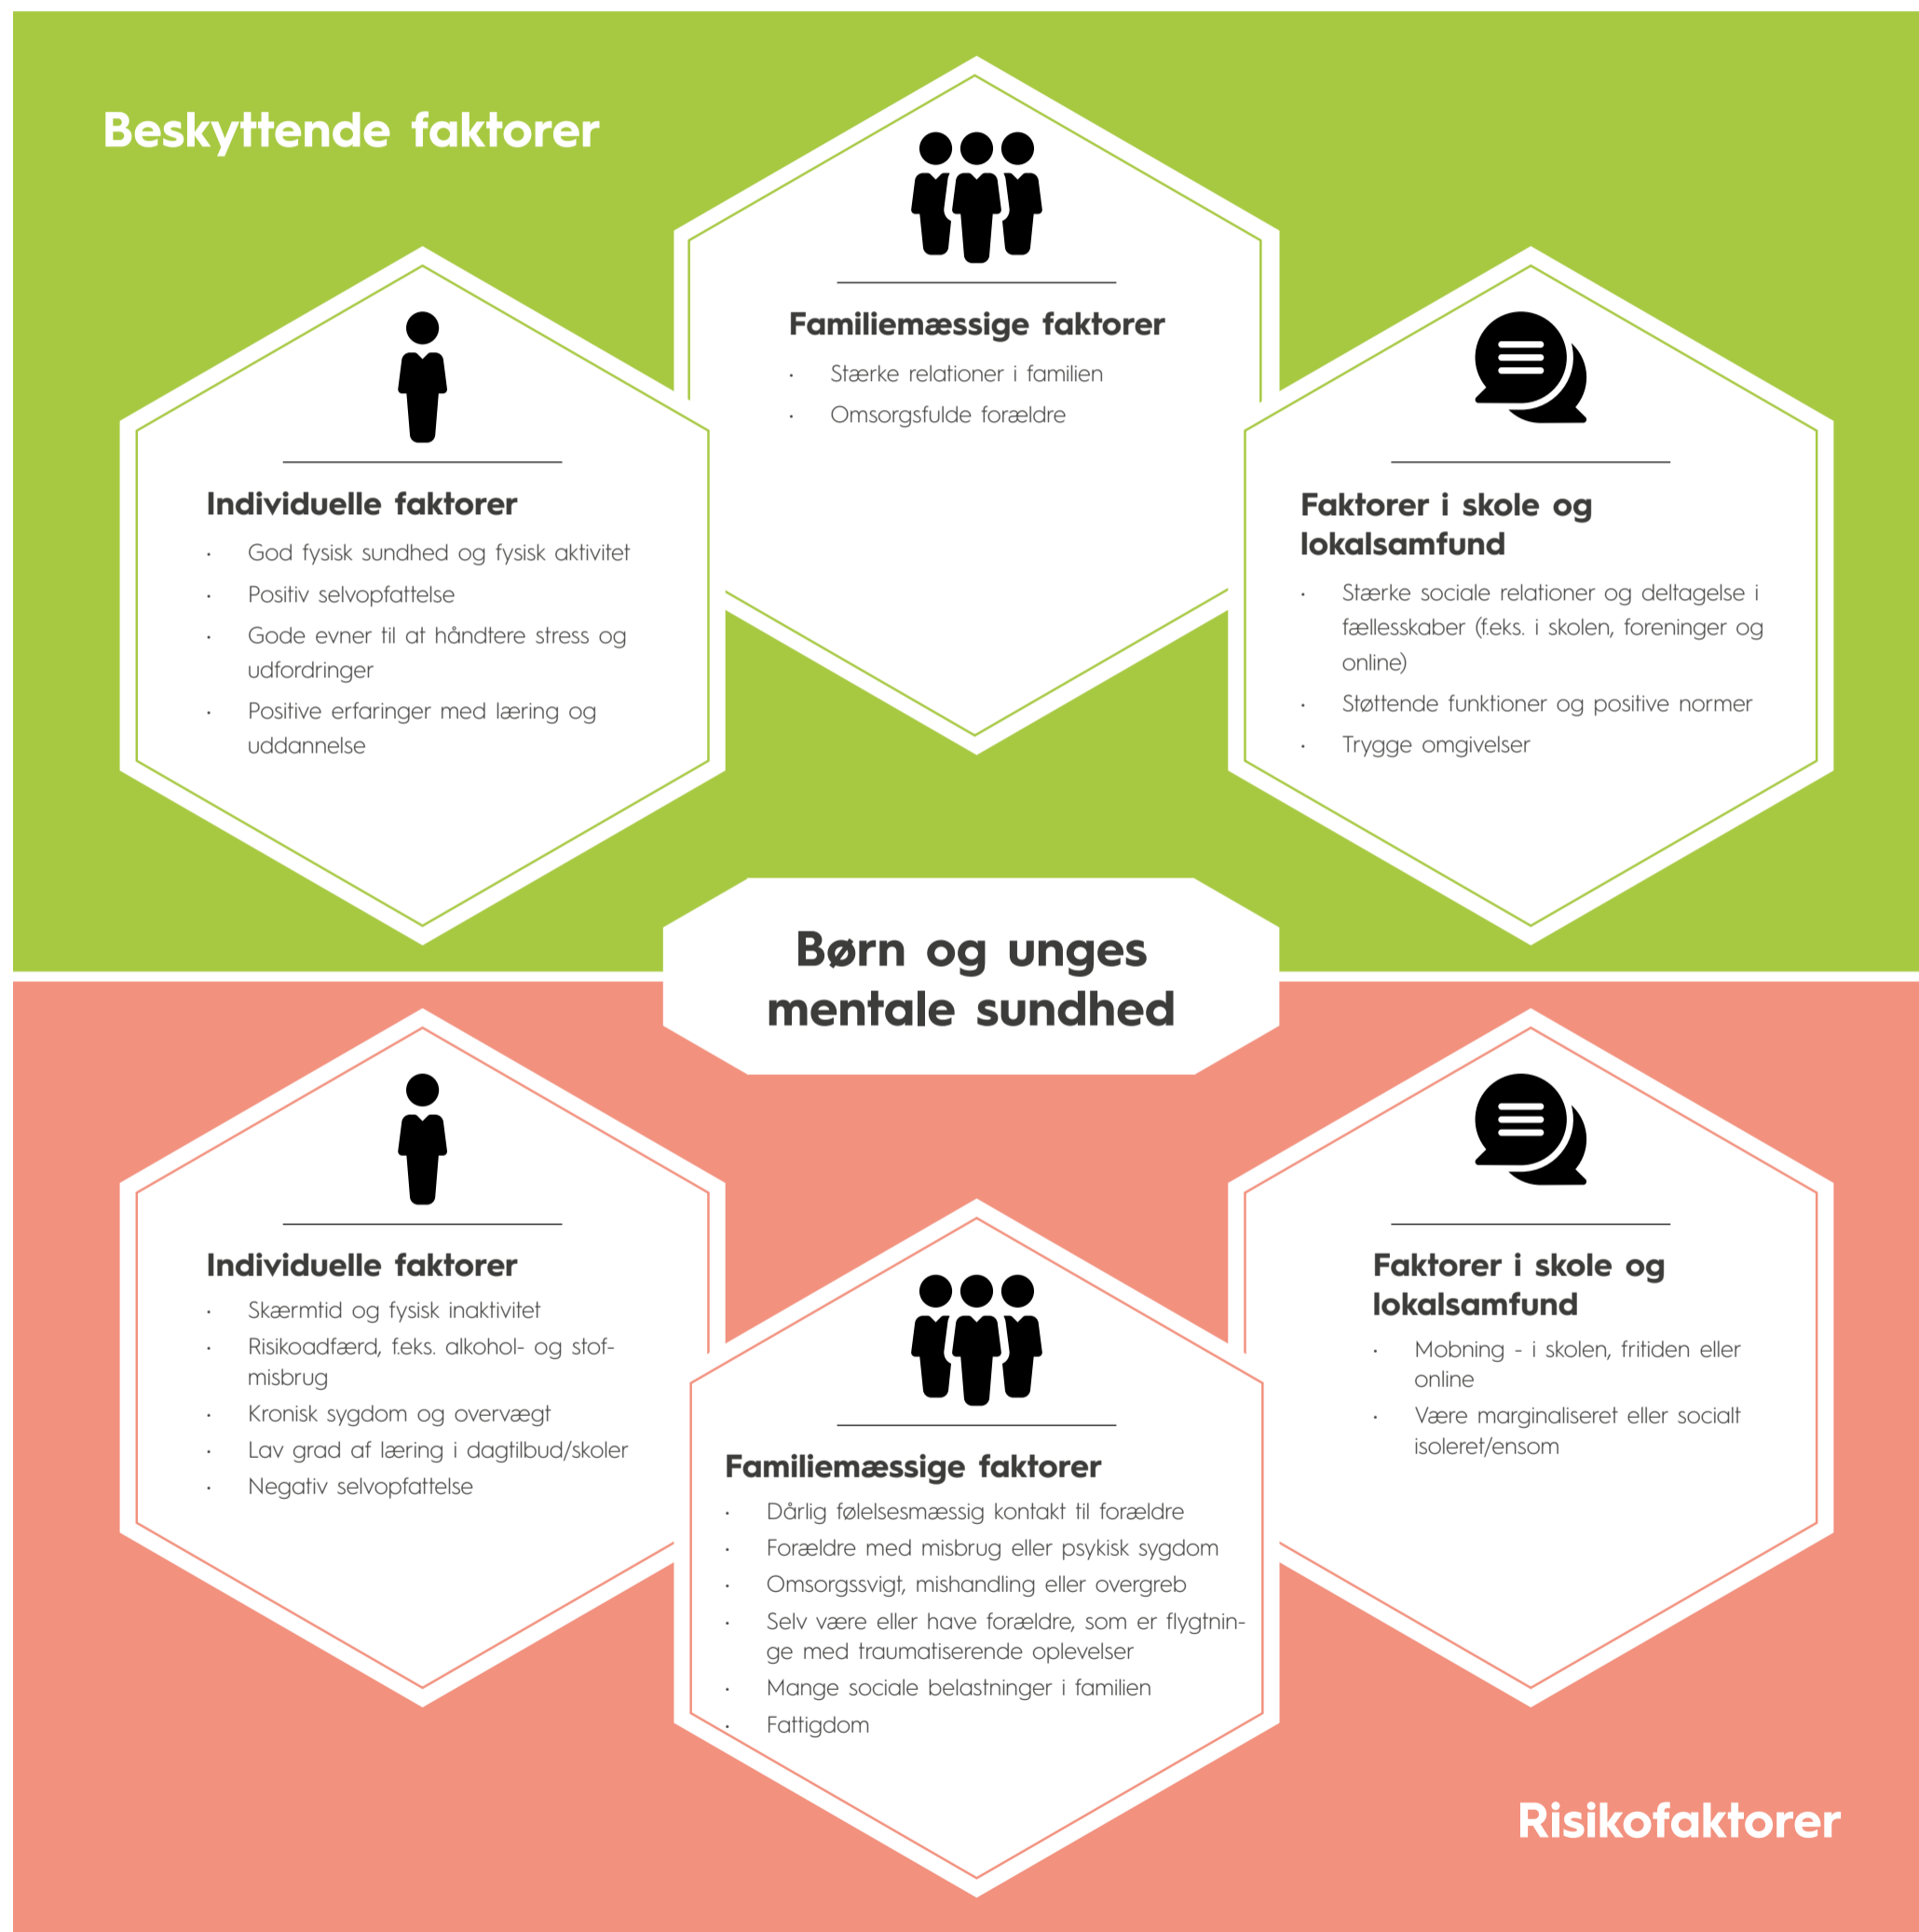 Beskyttende faktorer
Familiemæssige faktorer
· Stærke relationer i familien
· Omsorgsfulde forældre
Individuelle faktorer
· God fysisk sundhed og fysisk aktivitet
· Positiv selvopfattelse
· Gode evner til at håndtere stress og
udfordringer
· Positive erfaringer med læring og
uddannelse
Faktorer i skole og
lokalsamfund
· Stærke sociale relationer og deltagelse i
fællesskaber (f.eks. i skolen, foreninger og
online)
· Støttende funktioner og positive normer
· Trygge omgivelser
Børn og unges
mentale sundhed
Individuelle faktorer
· Skærmtid og fysisk inaktivitet
· Risikoadfærd, f.eks. alkohol- og stof-
misbrug
· Kronisk sygdom og overvægt
· Lav grad af læring i dagtilbud/skoler
· Negativ selvopfattelse
Familiemæssige faktorer
· Dårlig følelsesmæssig kontakt til forældre
· Forældre med misbrug eller psykisk sygdom
· Omsorgssvigt, mishandling eller overgreb
· Selv være eller have forældre, som er flygtnin-
ge med traumatiserende oplevelser
· Mange sociale belastninger i familien
· Fattigdom
Faktorer i skole og
lokalsamfund
· Mobning - i skolen, fritiden eller
online
· Være marginaliseret eller socialt
isoleret/ensom
Risikofaktorer